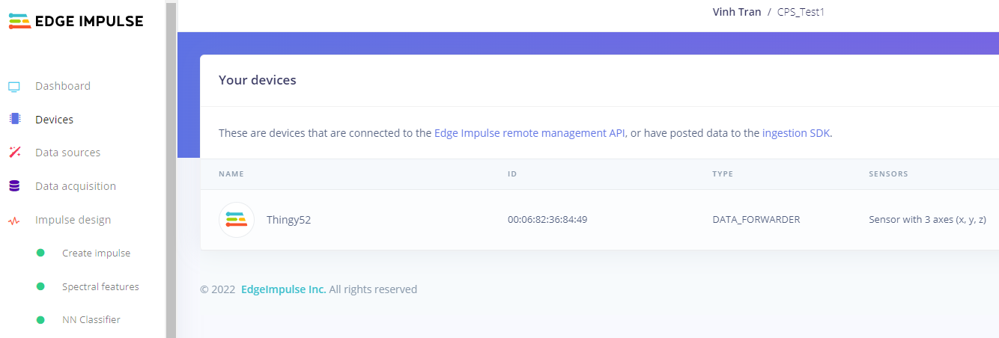 EDGE IMPULSE
Vinh Tran / CPS_Test1
Dashboard
Devices
Data sources
Data acquisition
Impulse design
Create impulse
Spectral features
NN Classifier
Your devices
These are devices that are connected to the Edge Impulse remote management API, or have posted data to the ingestion SDK.
NAME ID TYPE SENSORS
Thingy52 00:06:82:36:84:49 DATA_FORWARDER Sensor with 3 axes (x, y, z)
© 2022 EdgeImpulse Inc. All rights reserved